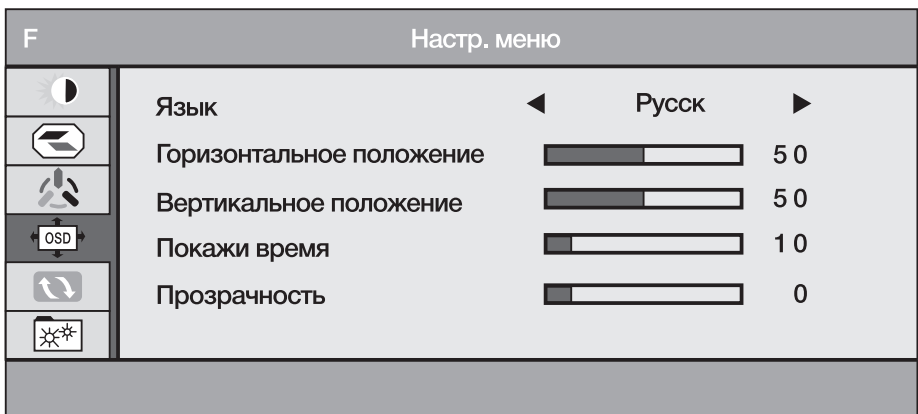 F Настр. меню
Язык Русск
Горизонтальное положение 50
Вертикальное положение 50
Покажи время 10
OSD
Прозрачность 0